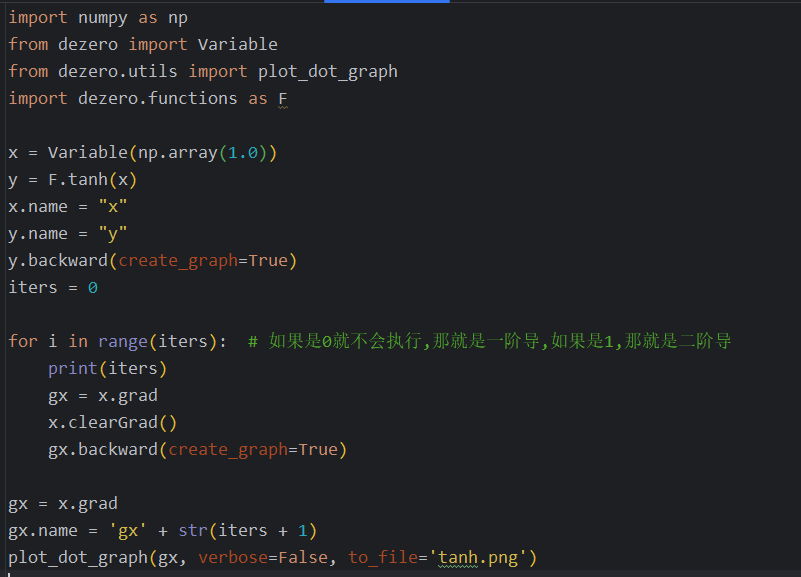 import numpy as np
from dezero import Variable
from dezero.utils import plot_dot_graph
import dezero.functions as F
x = Variable(np.array(1.0))
y = F.tanh(x)
x.name = "x"
y.name = "y"
y.backward(create_graph=True)
iters = 0
for i in range(iters):  # 如果是0就不会执行,那就是一阶导,如果是1,那就是二阶导
    print(iters)
    gx = x.grad
    x.clearGrad()
    gx.backward(create_graph=True)
gx = x.grad
gx.name = 'gx' + str(iters + 1)
plot_dot_graph(gx, verbose=False, to_file='tanh.png')